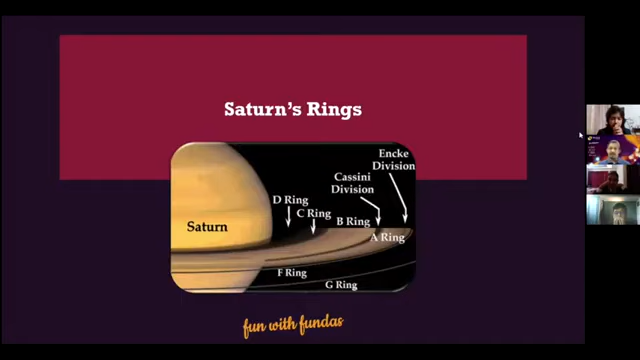 Saturn's Rings
Encke
Division
Cassini
Division
D Ring
C Ring
B Ring
Saturn
A Ring
F Ring
G Ring
fun with fundas